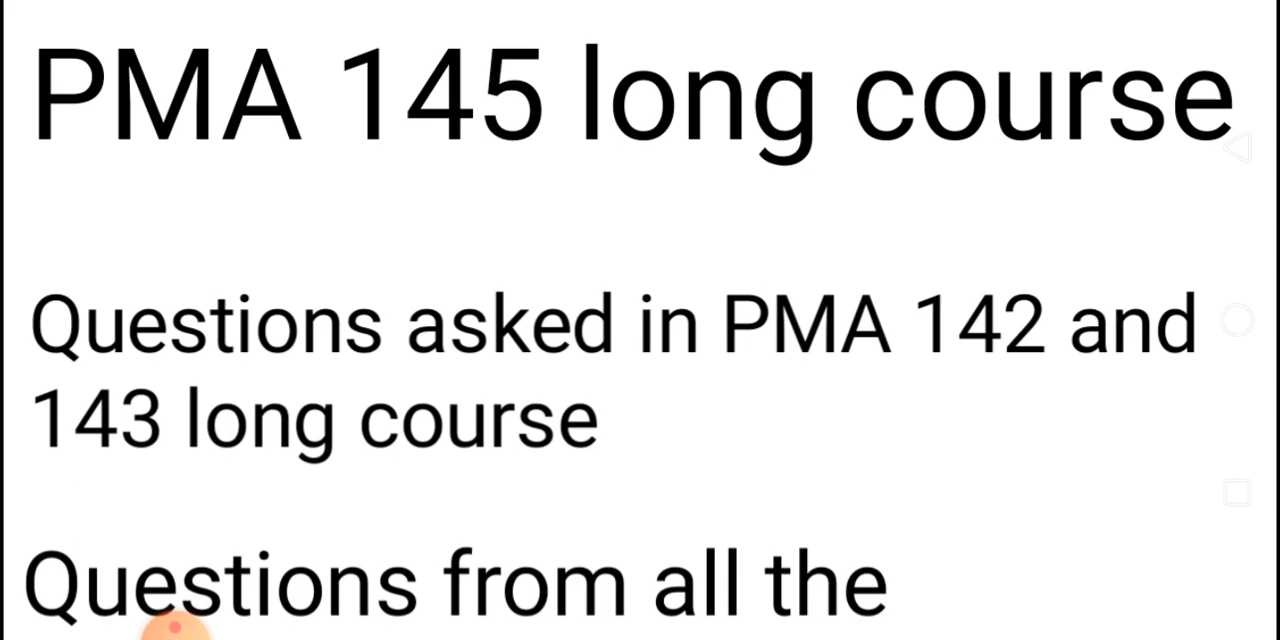 PMA 145 long course
Questions asked in PMA 142 and
143 long course
Questions from all the